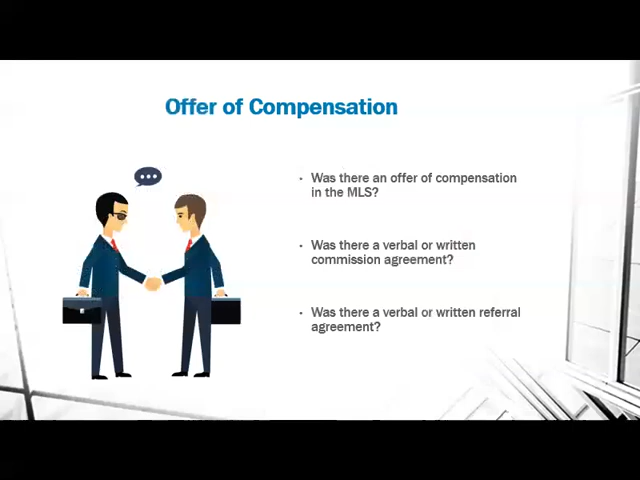 Offer of Compensation
• Was there an offer of compensation
in the MLS?
• Was there a verbal or written
commission agreement?
• Was there a verbal or written referral
agreement?